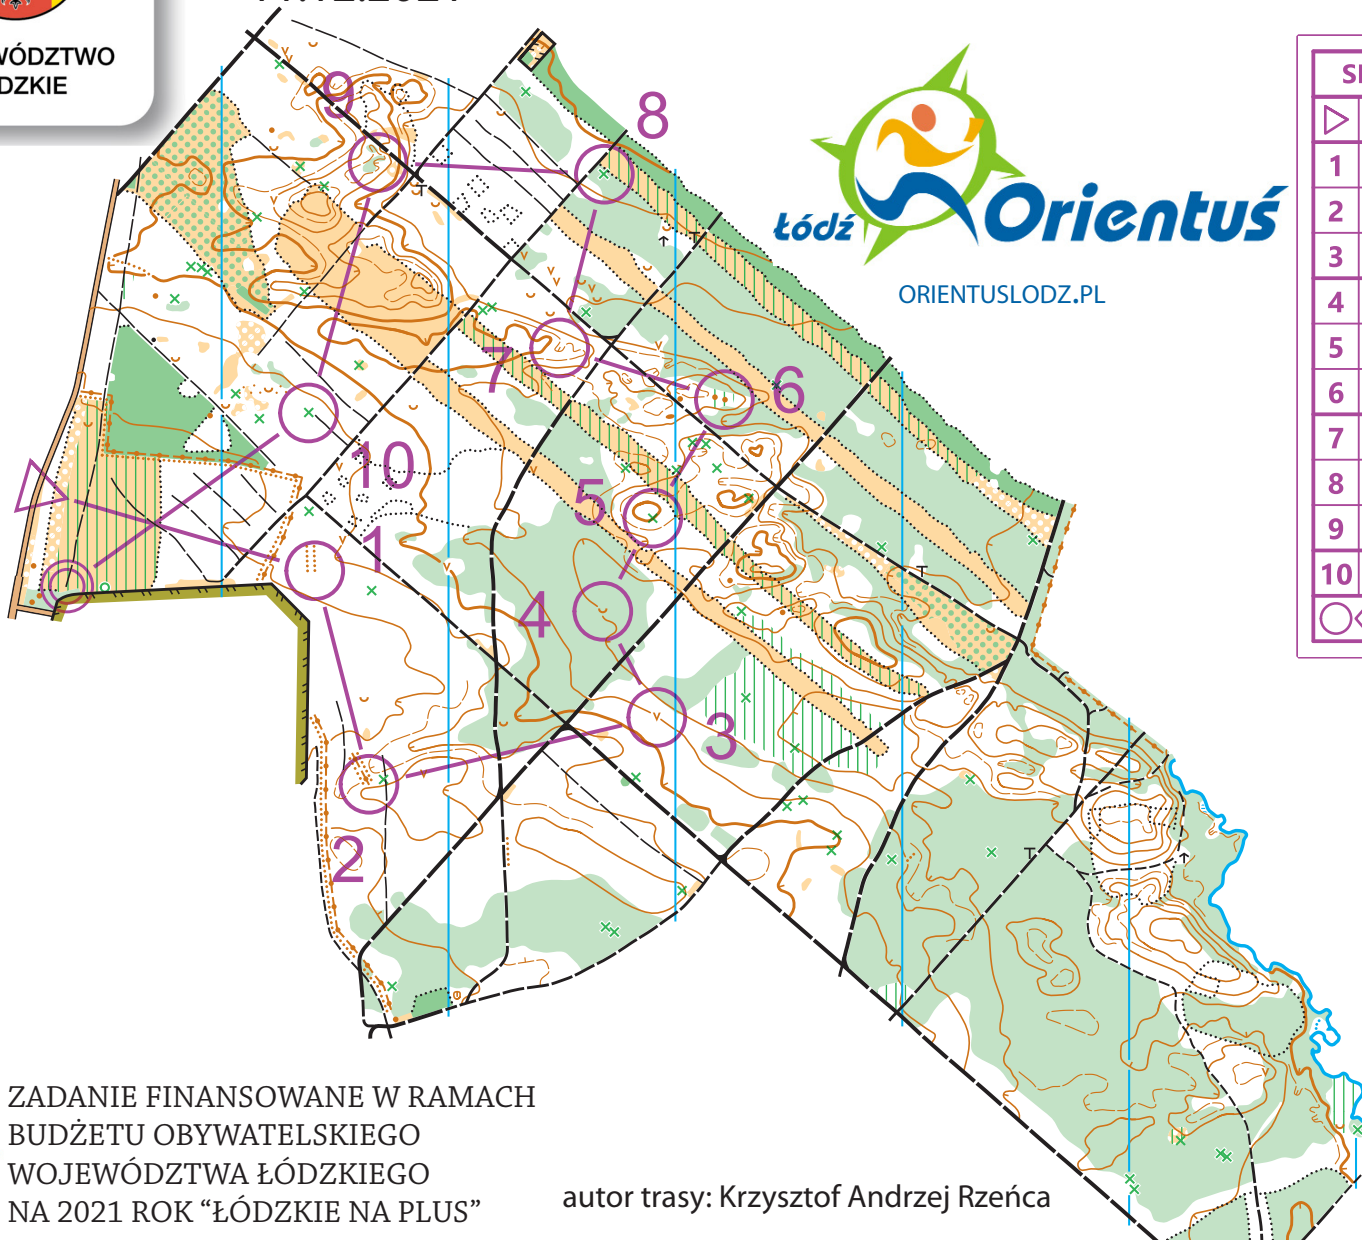 WÓDZTWO
DZKIE
Łódź Orientuś
ORIENTUSLODZ.PL
9
8
7
6
10
5
1
4
3
2
1
2
3
4
5
6
7
8
9
10
ZADANIE FINANSOWANE W RAMACH
BUDŻETU OBYWATELSKIEGO
WOJEWÓDZTWA ŁÓDZKIEGO
NA 2021 ROK “ŁÓDZKIE NA PLUS”
autor trasy: Krzysztof Andrzej Rzeńca